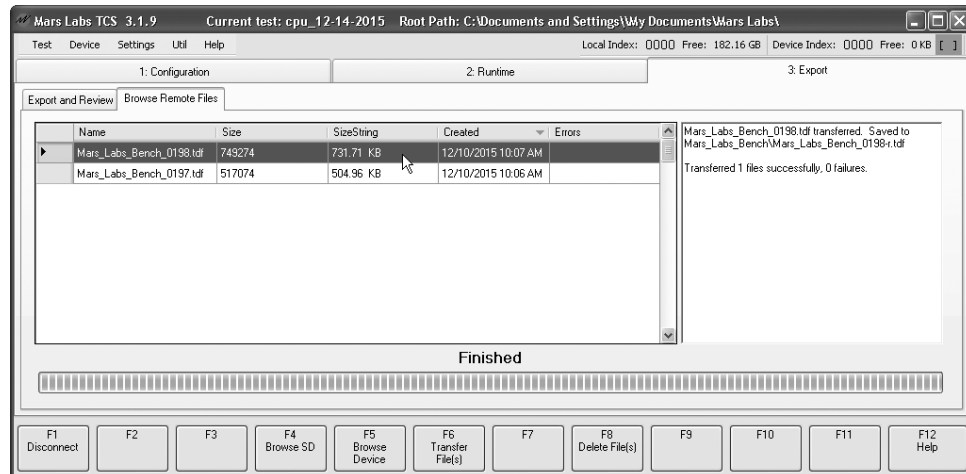 Mars Labs TCS 3.1.9 Current test: cpu_12-14-2015 Root Path: C:\Documents and Settings\\My Documents\Mars Labs\
Test Device Settings Util Help Local Index: 0000 Free: 182.16 GB Device Index: 0000 Free: 0 KB [ ]
1: Configuration 2: Runtime 3: Export
Export and Review Browse Remote Files
Name Size SizeString Created Errors
Mars_Labs_Bench_0198.tdf 749274 731.71 KB 12/10/2015 10:07 AM
Mars_Labs_Bench_0197.tdf 517074 504.96 KB 12/10/2015 10:06 AM
Mars_Labs_Bench_0198.tdf transferred. Saved to
Mars_Labs_Bench\Mars_Labs_Bench_0198-r.tdf
Transferred 1 files successfully, 0 failures.
Finished
F1 Disconnect
F2
F3
F4 Browse SD
F5 Browse Device
F6 Transfer File(s)
F7
F8 Delete File(s)
F9
F10
F11
F12 Help